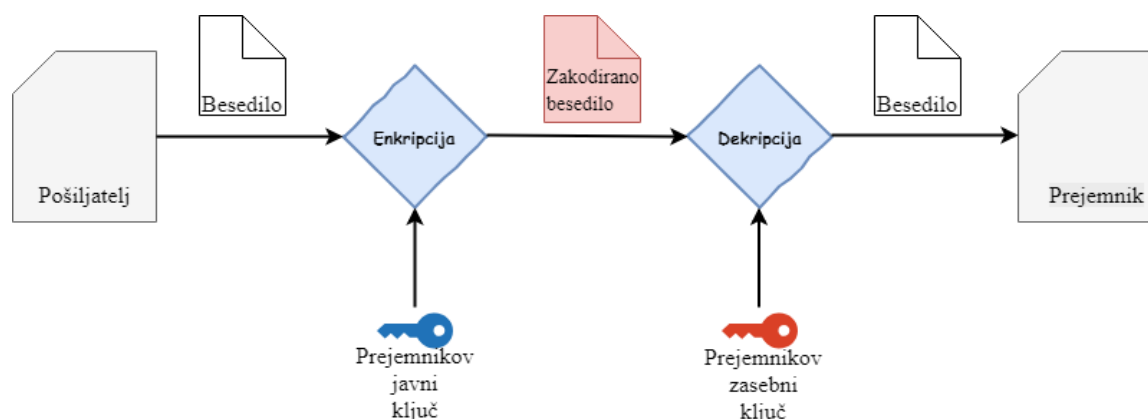 Besedilo
Zakodirano
besedilo
Besedilo
Enkripcija
Dekripcija
Pošiljatelj
Prejemnik
Prejemnikov
javni
ključ
Prejemnikov
zasebni
ključ